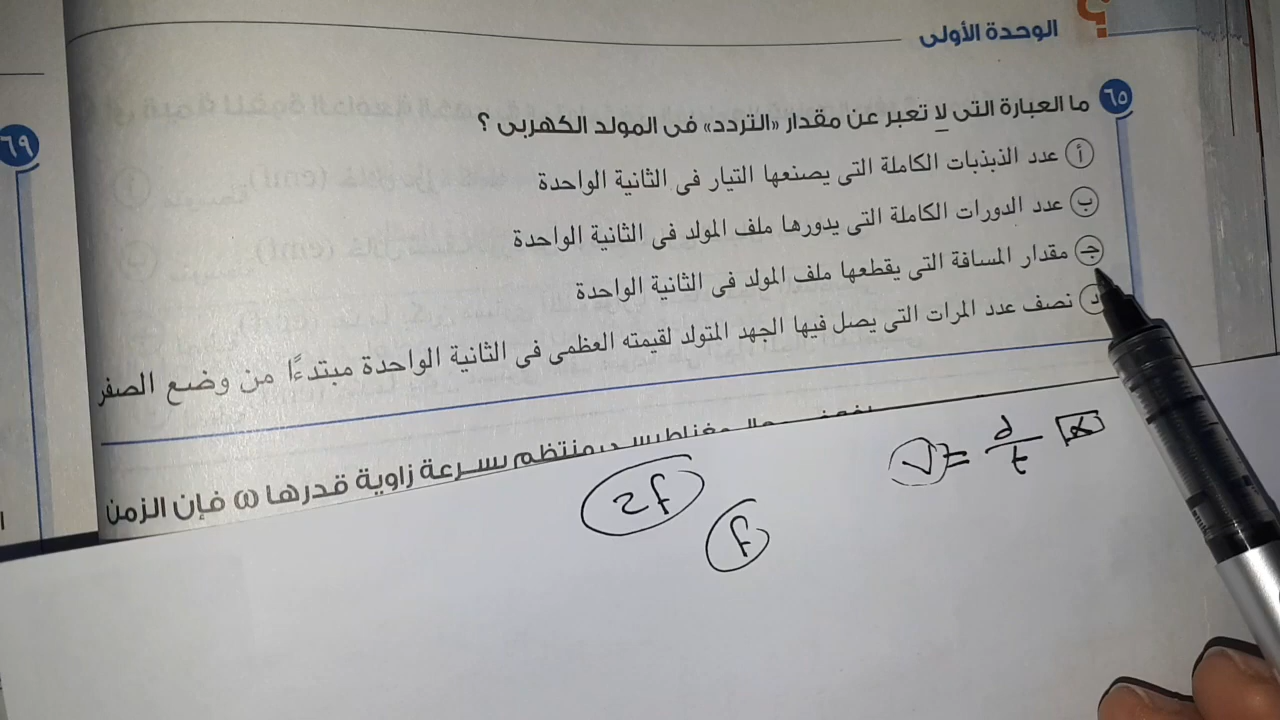 الوحدة الأولى
٦٥ ما العبارة التى لا تعبر عن مقدار «التردد» فى المولد الكهربى ؟
أ عدد الذبذبات الكاملة التى يصنعها التيار فى الثانية الواحدة
ب عدد الدورات الكاملة التى يدورها ملف المولد فى الثانية الواحدة
ج مقدار المسافة التى يقطعها ملف المولد فى الثانية الواحدة
د نصف عدد المرات التى يصل فيها الجهد المتولد لقيمته العظمى فى الثانية الواحدة مبتدءًا من وضع الصفر
منتظم بسرعة زاوية قدرها ω فإن الزمن
٦٩
2f
f
V = d/t